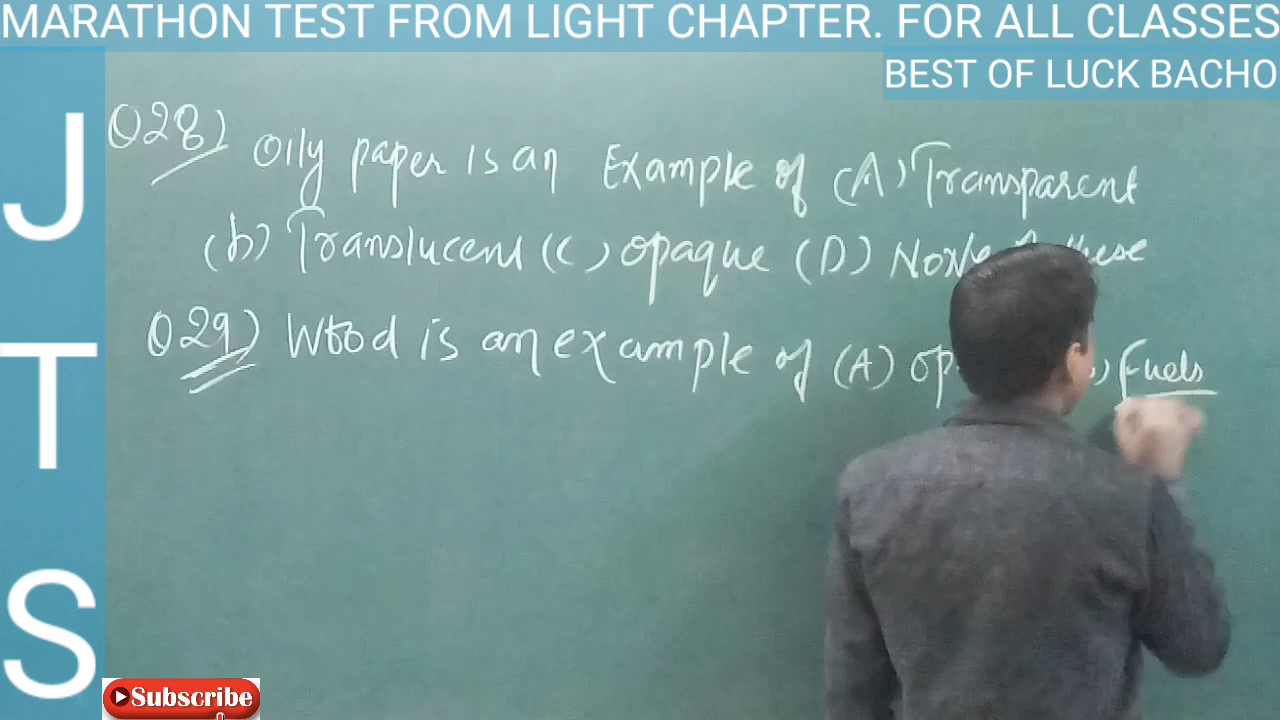 MARATHON TEST FROM LIGHT CHAPTER. FOR ALL CLASSES
BEST OF LUCK BACHO
J
T
S
Q28) Oily paper is an Example of (A) Transparent
(b) Translucent (C) opaque (D) None these
Q29) Wood is an example of (A) Fuels
Subscribe